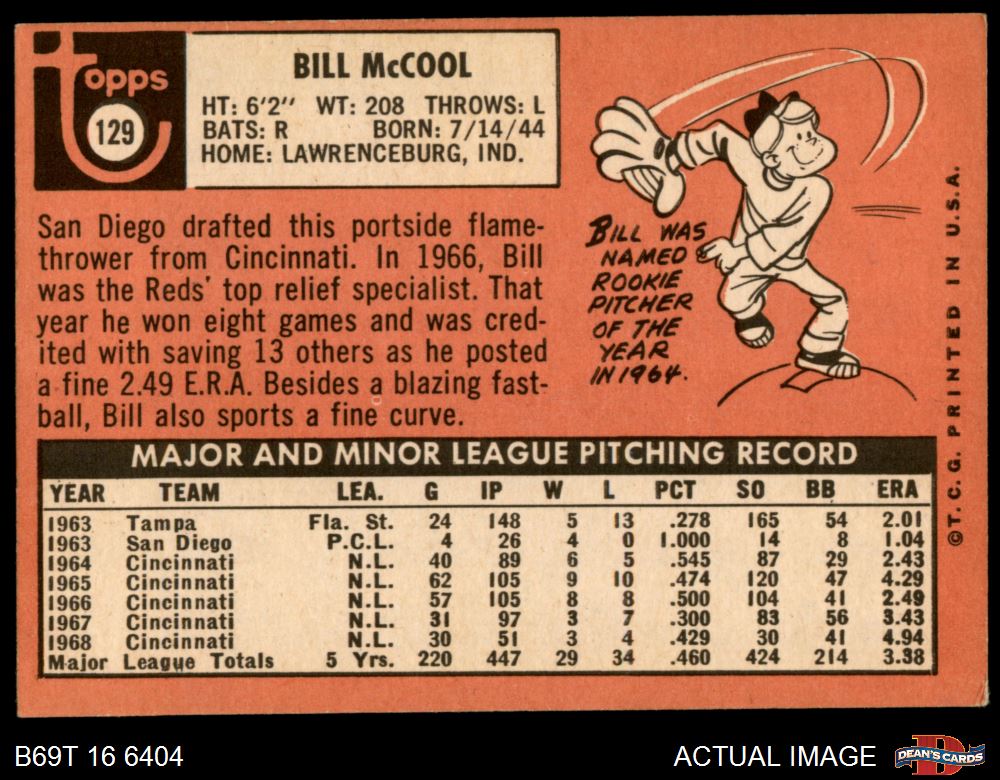 topps
129
BILL McCOOL
HT: 6'2" WT: 208 THROWS: L
BATS: R BORN: 7/14/44
HOME: LAWRENCEBURG, IND.
San Diego drafted this portside flame-
thrower from Cincinnati. In 1966, Bill
was the Reds' top relief specialist. That
year he won eight games and was cred-
ited with saving 13 others as he posted
a fine 2.49 E.R.A. Besides a blazing fast-
ball, Bill also sports a fine curve.
BILL WAS
NAMED
ROOKIE
PITCHER
OF THE
YEAR
IN 1964.
©T.C.G. PRINTED IN U.S.A.
MAJOR AND MINOR LEAGUE PITCHING RECORD
YEAR TEAM LEA. G IP W L PCT SO BB ERA
1963 Tampa Fla. St. 24 148 5 13 .278 165 54 2.01
1963 San Diego P.C.L. 4 26 4 0 1.000 14 8 1.04
1964 Cincinnati N.L. 40 89 6 5 .545 87 29 2.43
1965 Cincinnati N.L. 62 105 9 10 .474 120 47 4.29
1966 Cincinnati N.L. 57 105 8 8 .500 104 41 2.49
1967 Cincinnati N.L. 31 97 3 7 .300 83 56 3.43
1968 Cincinnati N.L. 30 51 3 4 .429 30 41 4.94
Major League Totals 5 Yrs. 220 447 29 34 .460 424 214 3.38
B69T 16 6404
ACTUAL IMAGE
D
DEAN'S CARDS